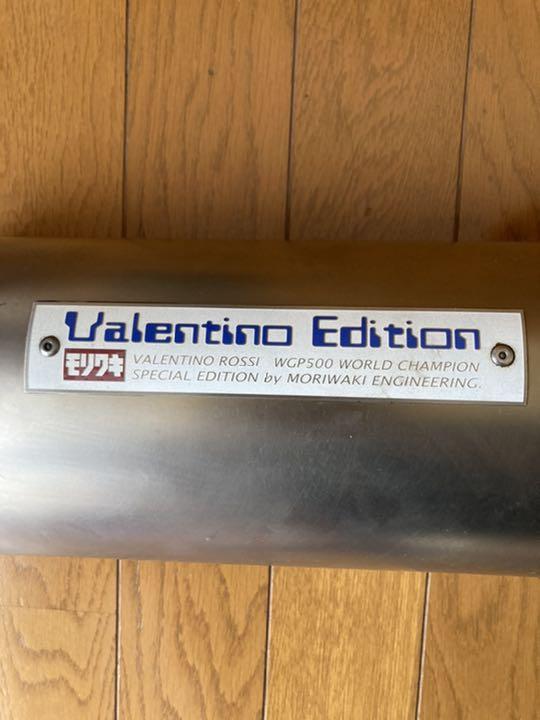 Valentino Edition
モリワキ
VALENTINO ROSSI WGP500 WORLD CHAMPION
SPECIAL EDITION by MORIWAKI ENGINEERING.